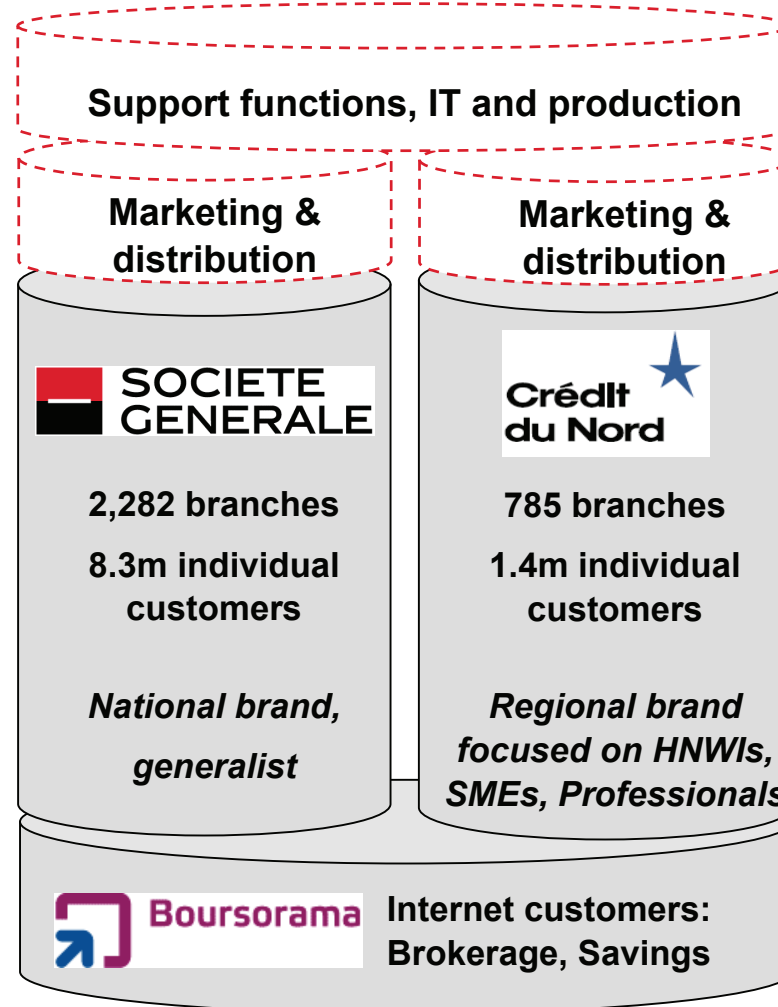 Support functions, IT and production
Marketing &
distribution
Marketing &
distribution
SOCIETE
GENERALE
CrédIt
du Nord
2,282 branches
8.3m individual
customers
785 branches
1.4m individual
customers
National brand,
generalist
Regional brand
focused on HNWIs,
SMEs, Professionals
Boursorama
Internet customers:
Brokerage, Savings